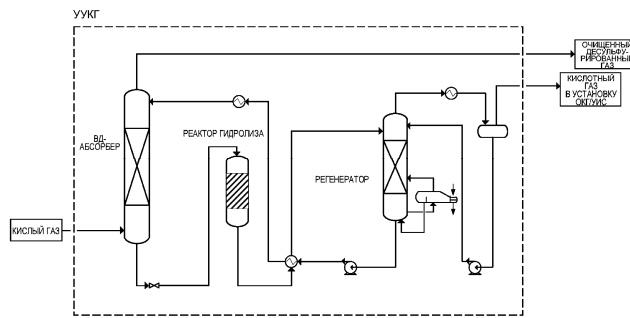 УУКГ
ОЧИЩЕННЫЙ
ДЕСУЛЬФУ-
РИРОВАННЫЙ
ГАЗ
КИСЛОТНЫЙ
ГАЗ
В УСТАНОВКУ
ОКГ/УИС
ВД-
АБСОРБЕР
РЕАКТОР ГИДРОЛИЗА
РЕГЕНЕРАТОР
КИСЛЫЙ ГАЗ